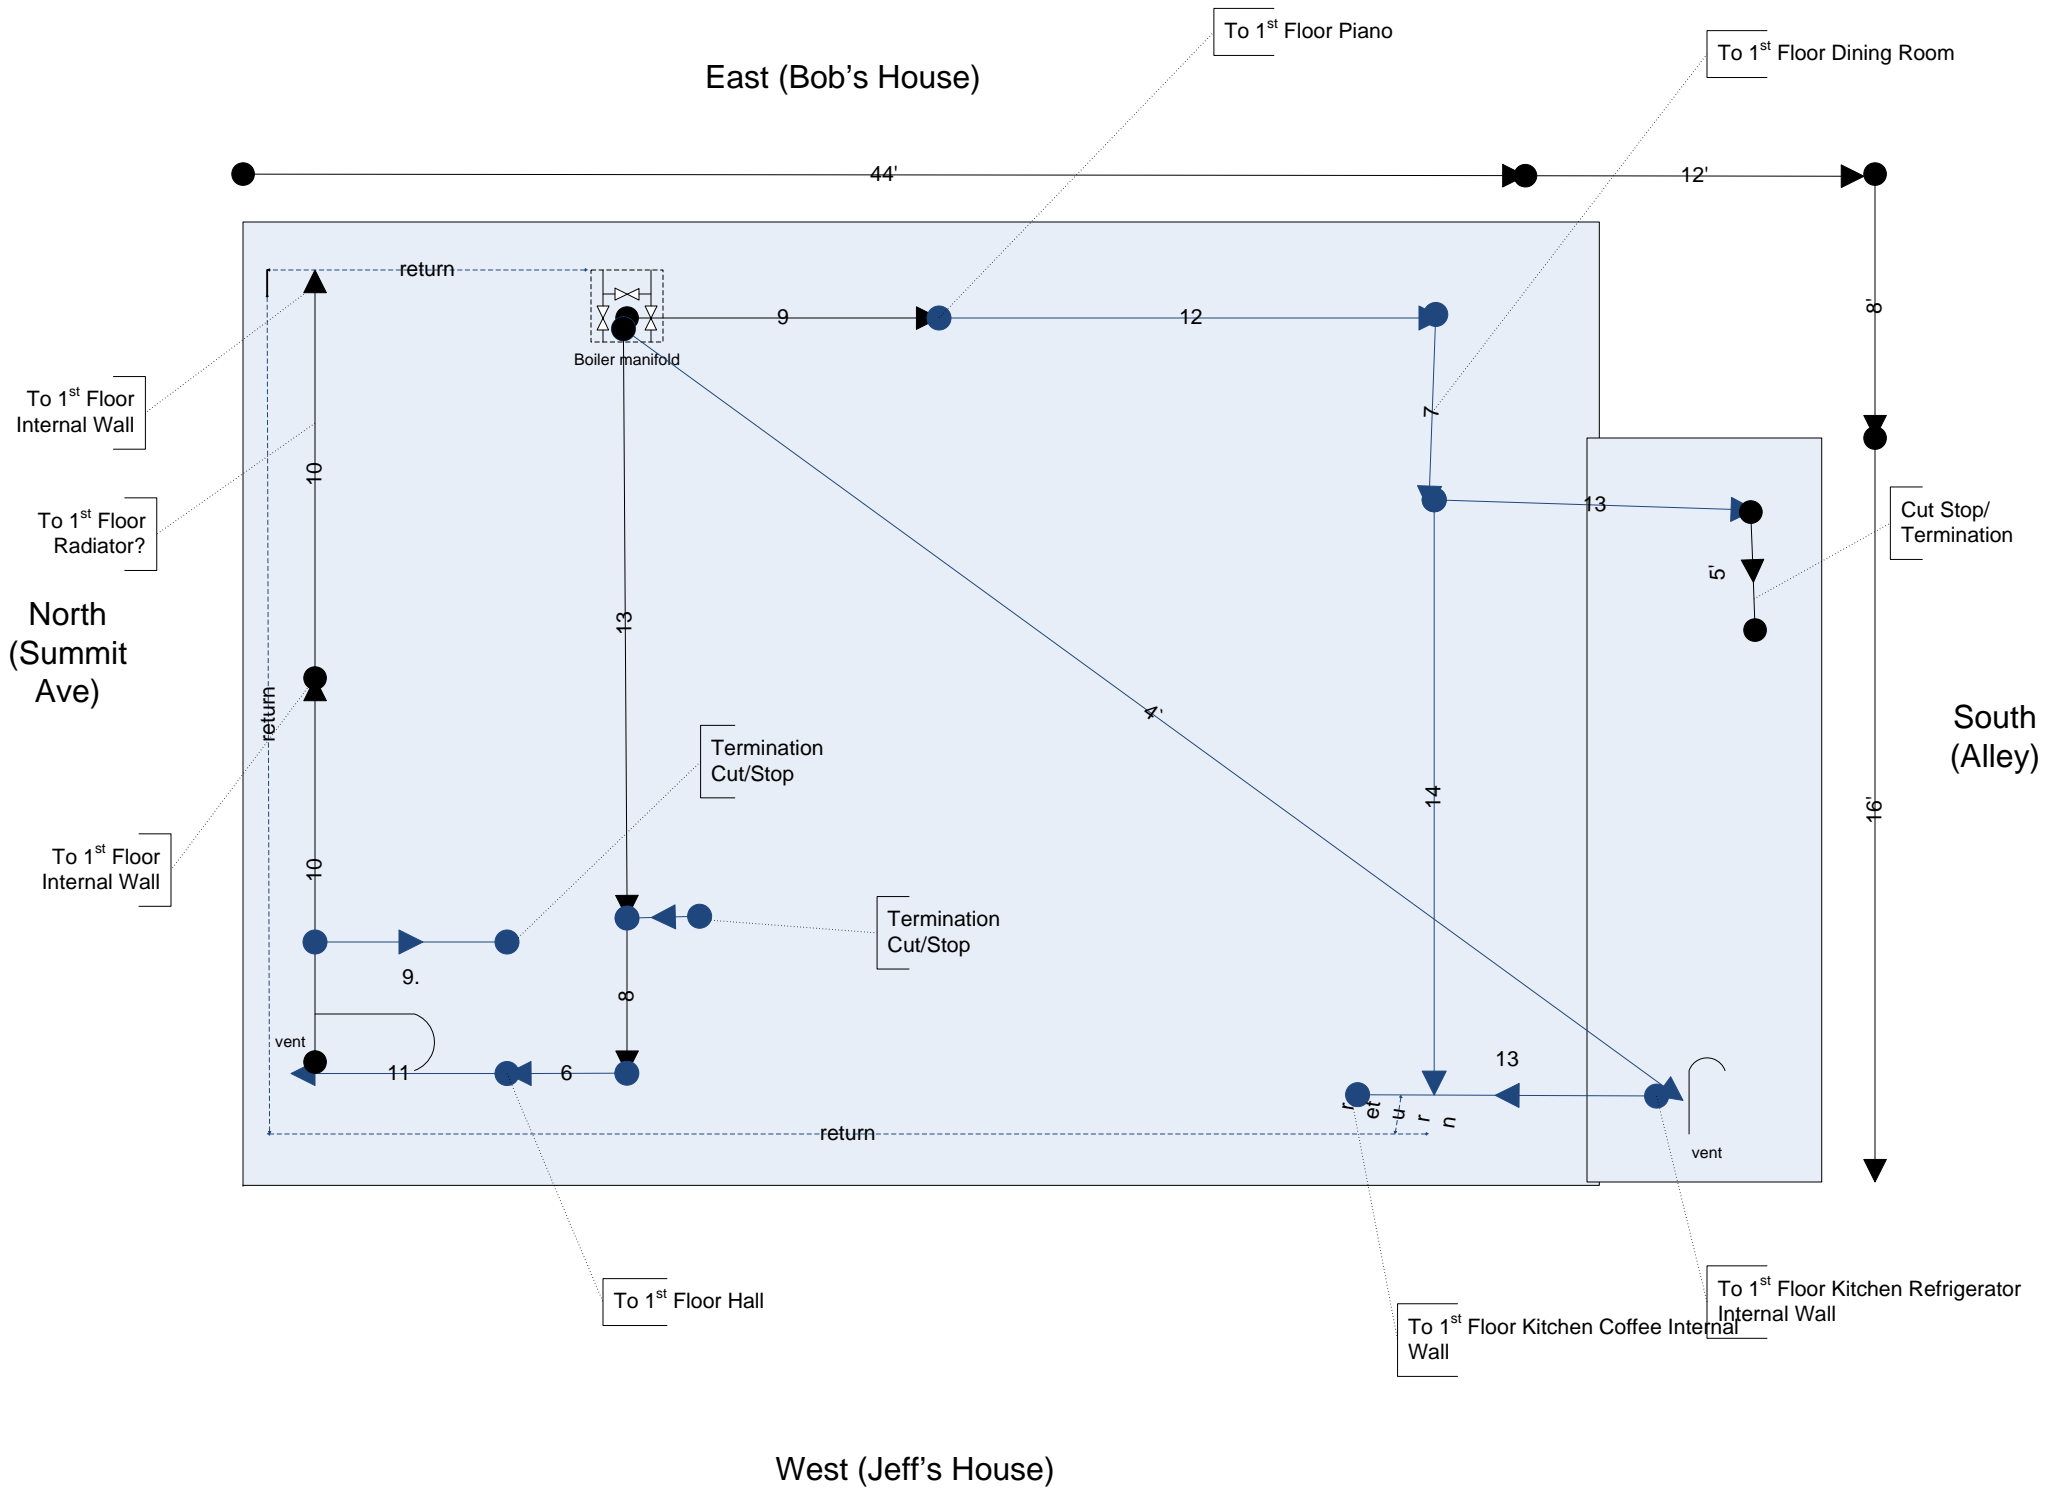 To 1st Floor Piano
To 1st Floor Dining Room
East (Bob's House)
44'
12'
return
9
12
8'
Boiler manifold
To 1st Floor
Internal Wall
7
10
13
To 1st Floor
Radiator?
Cut Stop/
Termination
5'
North
(Summit
Ave)
13
return
4'
South
(Alley)
Termination
Cut/Stop
14
16'
To 1st Floor
Internal Wall
10
Termination
Cut/Stop
9.
8
vent
11
6
13
return
return
vent
To 1st Floor Hall
To 1st Floor Kitchen Refrigerator
Internal Wall
To 1st Floor Kitchen Coffee Internal
Wall
West (Jeff's House)